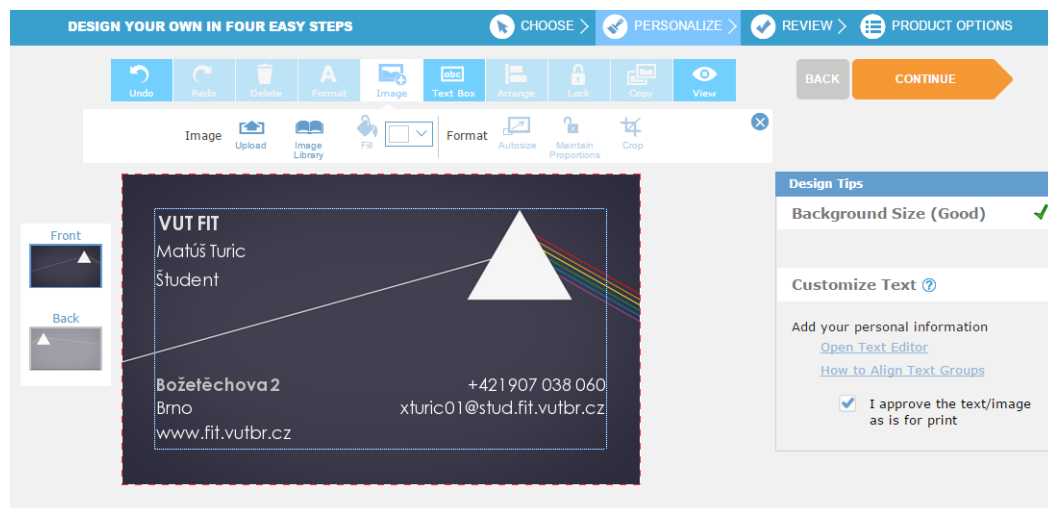 DESIGN YOUR OWN IN FOUR EASY STEPS
CHOOSE >
PERSONALIZE >
REVIEW >
PRODUCT OPTIONS
Undo
Redo
Delete
Format
Image
abc
Text Box
Arrange
Lock
Copy
View
BACK
CONTINUE
Image
Upload
Image
Library
Fill
Format
Autosize
Maintain
Proportions
Crop
Front
Back
VUT FIT
Matúš Turic
Študent
Božetěchova 2
Brno
www.fit.vutbr.cz
+421907 038 060
xturic01@stud.fit.vutbr.cz
Design Tips
Background Size (Good)
Customize Text ?
Add your personal information
Open Text Editor
How to Align Text Groups
I approve the text/image
as is for print